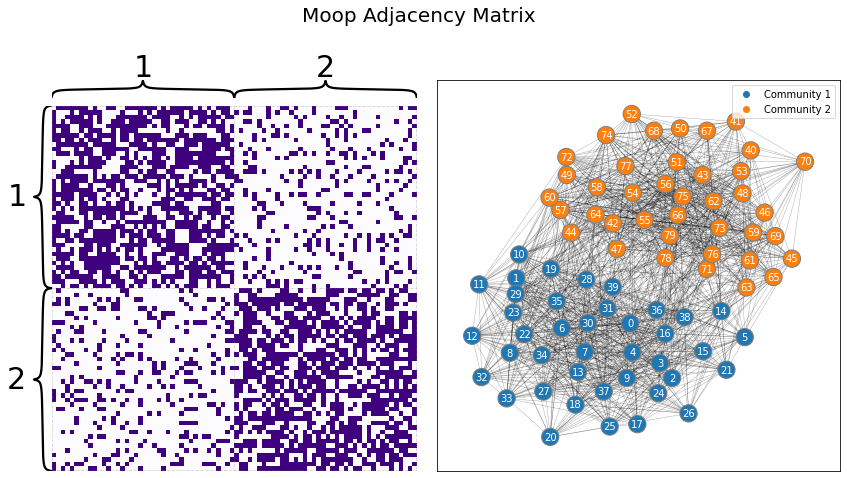 Moop Adjacency Matrix
1 2
1
2
Community 1
Community 2
52
41
74 68 50 67
40
72 77 51 70
49 56 43 53
58 54 75 62 48
60
57 64 42 55 66 46
44 73 59 69
79
47 78 76 61 45
10 19 71 65
11 1 28 39 63
29 35 31
23 6 30 0 36 38 14
12 22 16 5
8 34 7 4 15
13 3 21
32 9 2
33 27 37 24
18 26
20 25 17